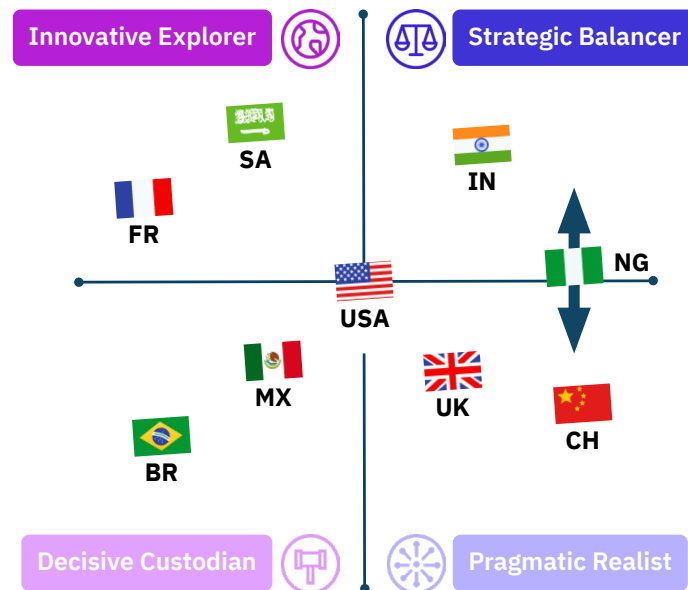 Innovative Explorer
Strategic Balancer
SA
IN
FR
NG
USA
MX
UK
BR
CH
Decisive Custodian
Pragmatic Realist